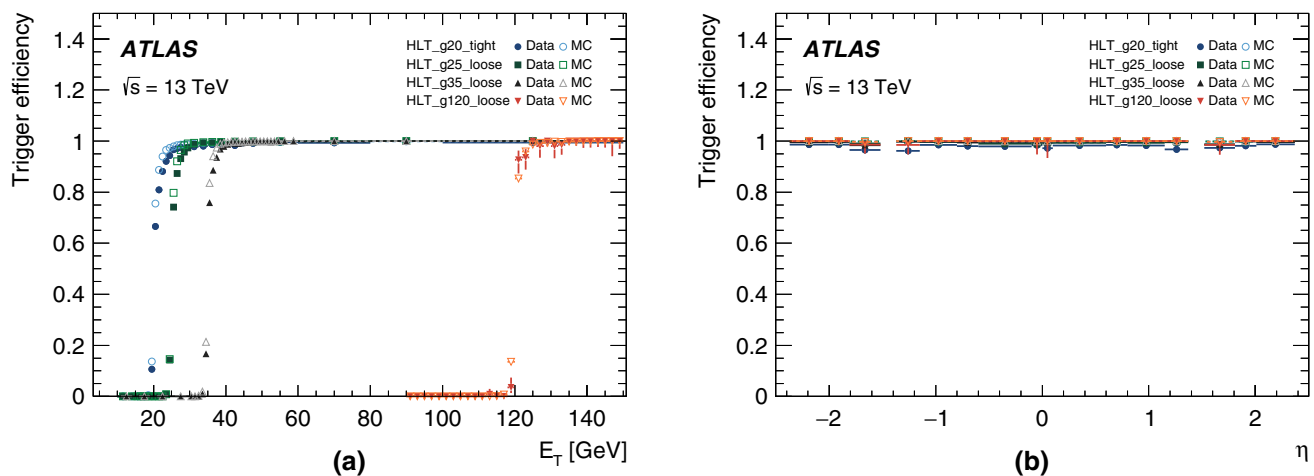 Trigger efficiency
1.4
1.2
1
0.8
0.6
0.4
0.2
0
ATLAS
√s = 13 TeV
HLT_g20_tight Data MC
HLT_g25_loose Data MC
HLT_g35_loose Data MC
HLT_g120_loose Data MC
20 40 60 80 100 120 140
E_T [GeV]
(a)
Trigger efficiency
1.4
1.2
1
0.8
0.6
0.4
0.2
0
ATLAS
√s = 13 TeV
HLT_g20_tight Data MC
HLT_g25_loose Data MC
HLT_g35_loose Data MC
HLT_g120_loose Data MC
−2 −1 0 1 2
η
(b)